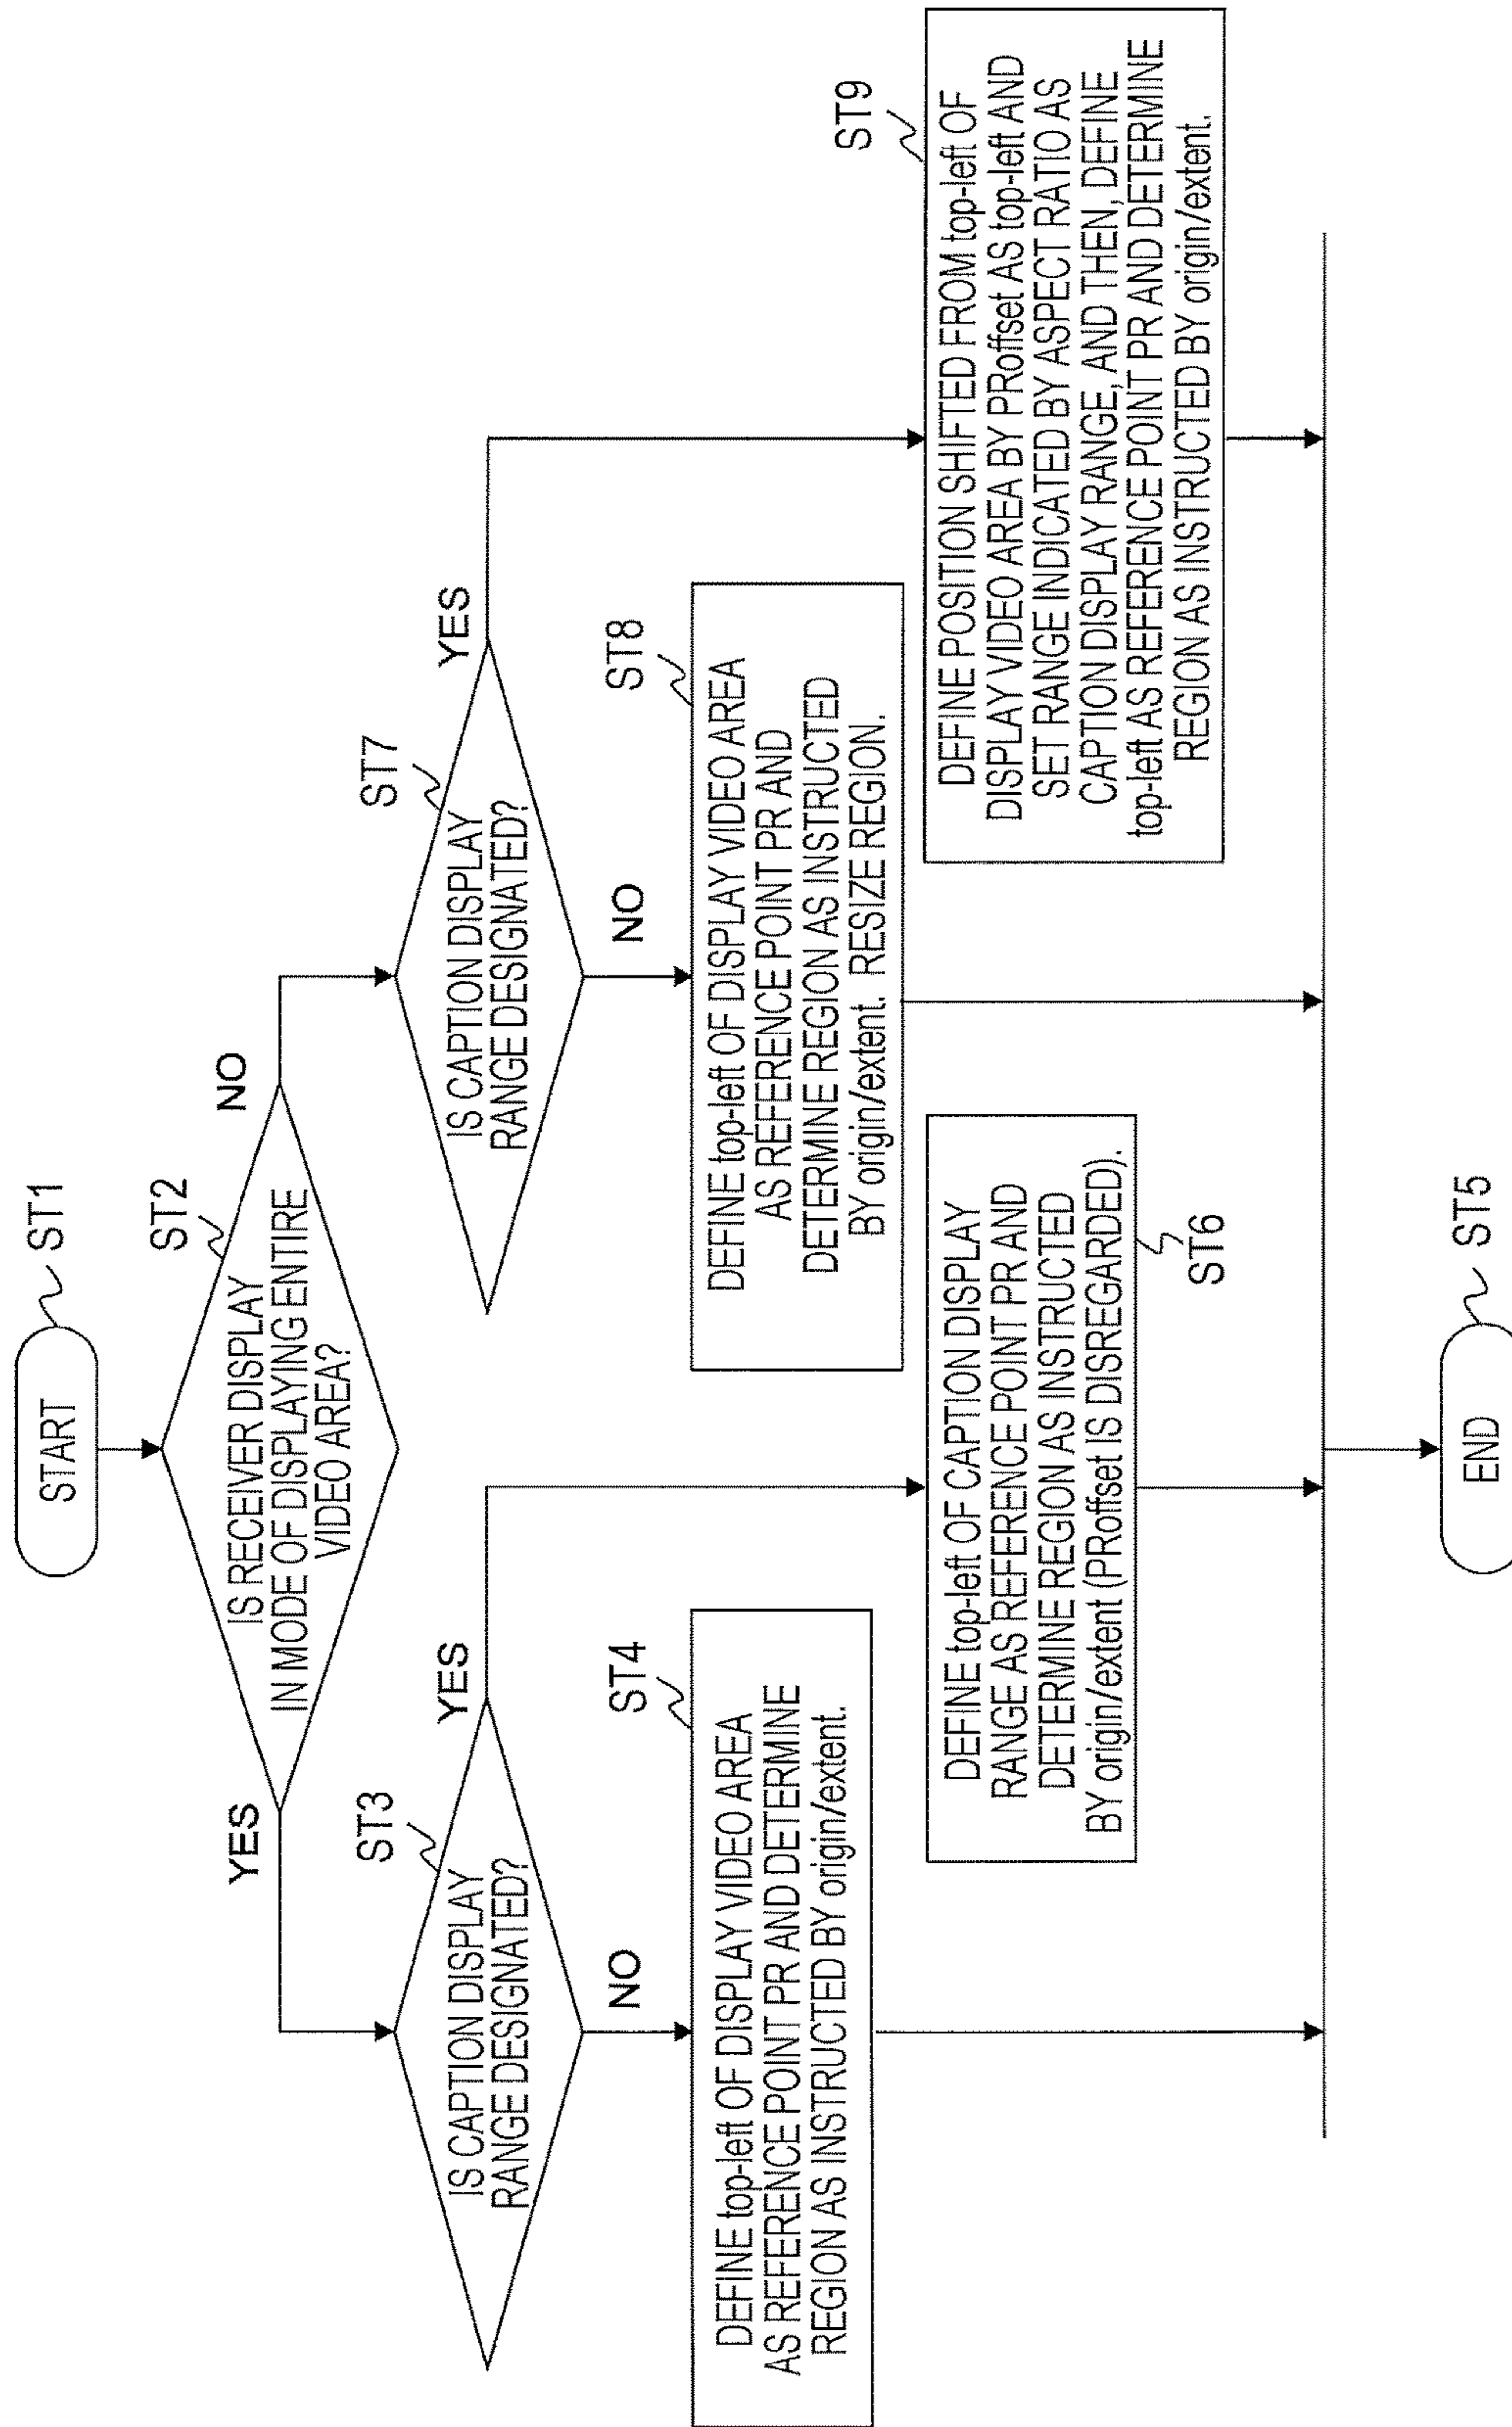 START
ST1
IS RECEIVER DISPLAY
IN MODE OF DISPLAYING ENTIRE
VIDEO AREA?
ST2
YES
NO
IS CAPTION DISPLAY
RANGE DESIGNATED?
ST3
YES
NO
DEFINE top-left OF DISPLAY VIDEO AREA
AS REFERENCE POINT PR AND DETERMINE
REGION AS INSTRUCTED BY origin/extent.
ST4
DEFINE top-left OF CAPTION DISPLAY
RANGE AS REFERENCE POINT PR AND
DETERMINE REGION AS INSTRUCTED
BY origin/extent (PRoffset IS DISREGARDED).
ST6
IS CAPTION DISPLAY
RANGE DESIGNATED?
ST7
YES
NO
DEFINE top-left OF DISPLAY VIDEO AREA
AS REFERENCE POINT PR AND
DETERMINE REGION AS INSTRUCTED
BY origin/extent. RESIZE REGION.
ST8
DEFINE POSITION SHIFTED FROM top-left OF
DISPLAY VIDEO AREA BY PRoffset AS top-left AND
SET RANGE INDICATED BY ASPECT RATIO AS
CAPTION DISPLAY RANGE, AND THEN, DEFINE
top-left AS REFERENCE POINT PR AND DETERMINE
REGION AS INSTRUCTED BY origin/extent.
ST9
END
ST5